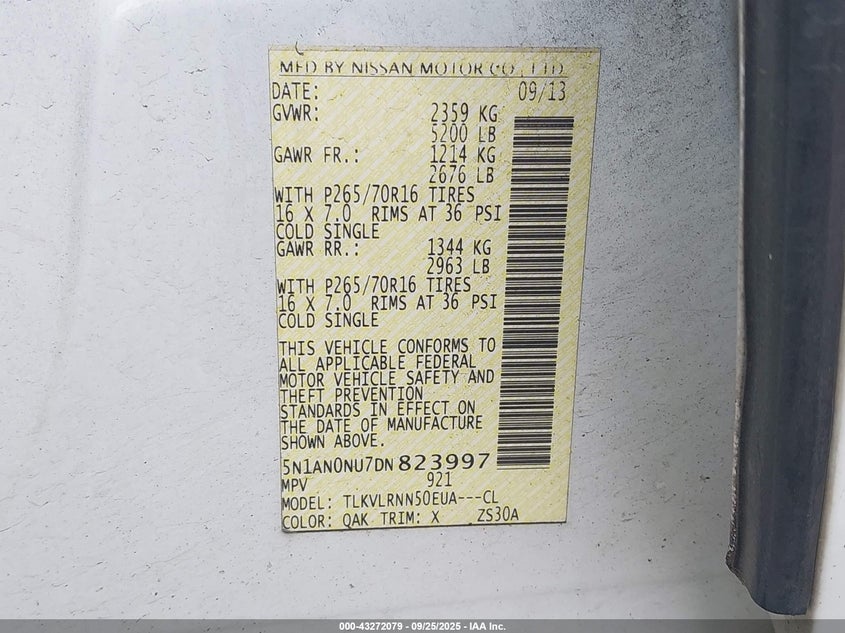 MFD BY NISSAN MOTOR CO., LTD.
DATE: 09/13
GVWR: 2359 KG
5200 LB
GAWR FR.: 1214 KG
2676 LB
WITH P265/70R16 TIRES
16 X 7.0 RIMS AT 36 PSI
COLD SINGLE
GAWR RR.: 1344 KG
2963 LB
WITH P265/70R16 TIRES
16 X 7.0 RIMS AT 36 PSI
COLD SINGLE
THIS VEHICLE CONFORMS TO
ALL APPLICABLE FEDERAL
MOTOR VEHICLE SAFETY AND
THEFT PREVENTION
STANDARDS IN EFFECT ON
THE DATE OF MANUFACTURE
SHOWN ABOVE.
5N1AN0NU7DN823997
MPV 921
MODEL: TLKVLRNN50EUA---CL
COLOR: QAK TRIM: X ZS30A
000-43272079 - 09/25/2025 - IAA Inc.